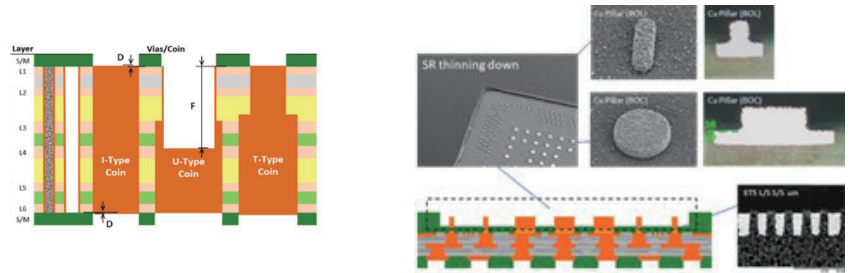 Layer
Vias/Coin
D
S/M
L1
L2
F
L3
L4
I-Type
Coin
U-Type
Coin
T-Type
Coin
L5
L6
S/M
D
Cu Pillar (BOL)
Cu Pillar (BOL)
SR thinning down
Cu Pillar (BOC)
Cu Pillar (BOC)
SR
ETS L/S 5/5 um